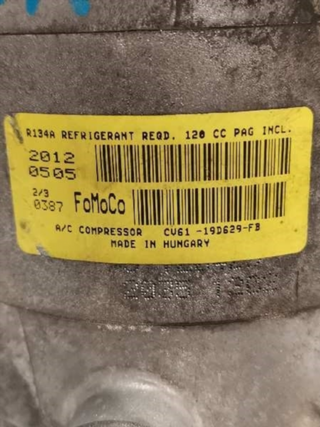 R134A REFRIGERANT REQD. 120 CC PAG INCL.
2012
0505
2/3
0387 FoMoCo
A/C COMPRESSOR CV61 -19D629-FB
MADE IN HUNGARY